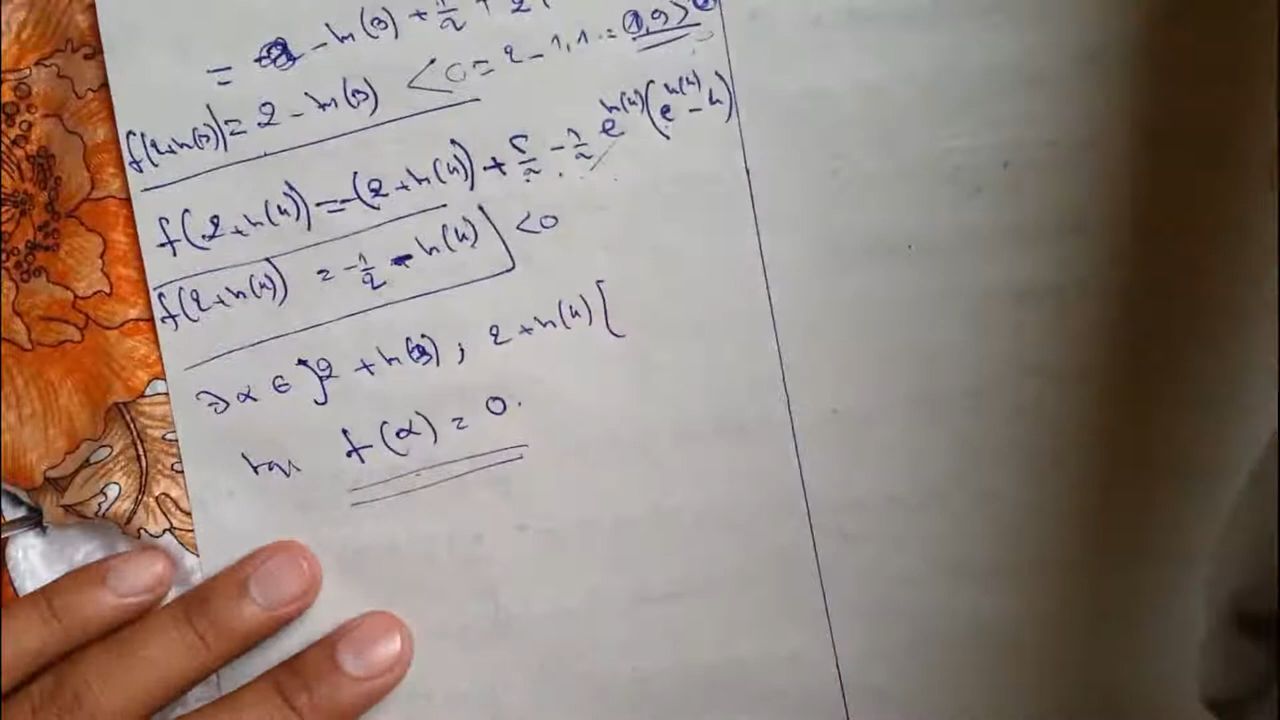 = - ln(3) + 1/2 + 2
f(2+ln(3)) = 2 - ln(3) < 0 = 2 - 1,1 = 0,9 >
f(2+ln(4)) = -(2+ln(4)) + 5/2 - 1/2 e^ln(4) (e^ln(4) - 4)
f(2+ln(4)) = -1/2 - ln(4) < 0
∃ α ∈ ]2 + ln(3) ; 2 + ln(4)[
f(α) = 0.